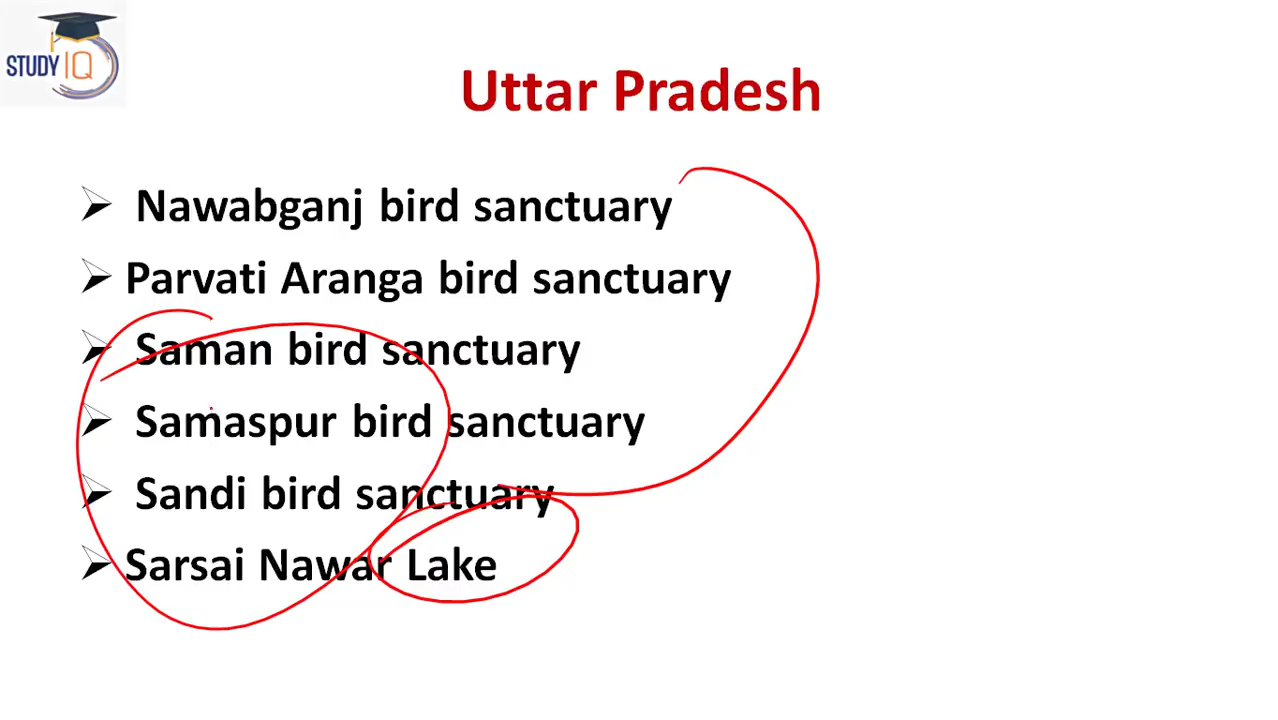 STUDY IQ
Uttar Pradesh
Nawabganj bird sanctuary
Parvati Aranga bird sanctuary
Saman bird sanctuary
Samaspur bird sanctuary
Sandi bird sanctuary
Sarsai Nawar Lake